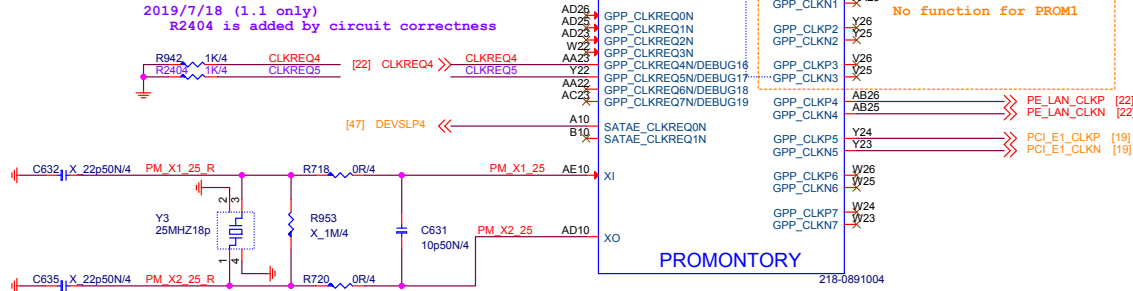 2019/7/18 (1.1 only)
R2404 is added by circuit correctness
No function for PROM1
AD26
GPP_CLKREQ0N
AD25
GPP_CLKREQ1N
AD23
GPP_CLKREQ2N
W22
GPP_CLKREQ3N
R942 1K/4 CLKREQ4 [22] CLKREQ4 CLKREQ4 AA23 GPP_CLKREQ4N/DEBUG16
R2404 1K/4 CLKREQ5 CLKREQ5 Y22 GPP_CLKREQ5N/DEBUG17
AA22 GPP_CLKREQ6N/DEBUG18
AC23 GPP_CLKREQ7N/DEBUG19
[47] DEVSLP4 A10 SATAE_CLKREQ0N
B10 SATAE_CLKREQ1N
GPP_CLKN1
GPP_CLKP2 Y26
GPP_CLKN2 Y25
GPP_CLKP3 V26
GPP_CLKN3 V25
GPP_CLKP4 AB26 PE_LAN_CLKP [22]
GPP_CLKN4 AB25 PE_LAN_CLKN [22]
GPP_CLKP5 Y24 PCI_E1_CLKP [19]
GPP_CLKN5 Y23 PCI_E1_CLKN [19]
GPP_CLKP6 W26
GPP_CLKN6 W25
GPP_CLKP7 W24
GPP_CLKN7 W23
C632 X_22p50N/4 PM_X1_25_R R718 0R/4 PM_X1_25 AE10 XI
2 3
Y3
25MHZ18p
R953
X_1M/4
C631
10p50N/4
PM_X2_25 AD10 XO
1 4
C635 X_22p50N/4 PM_X2_25_R R720 0R/4
PROMONTORY
218-0891004